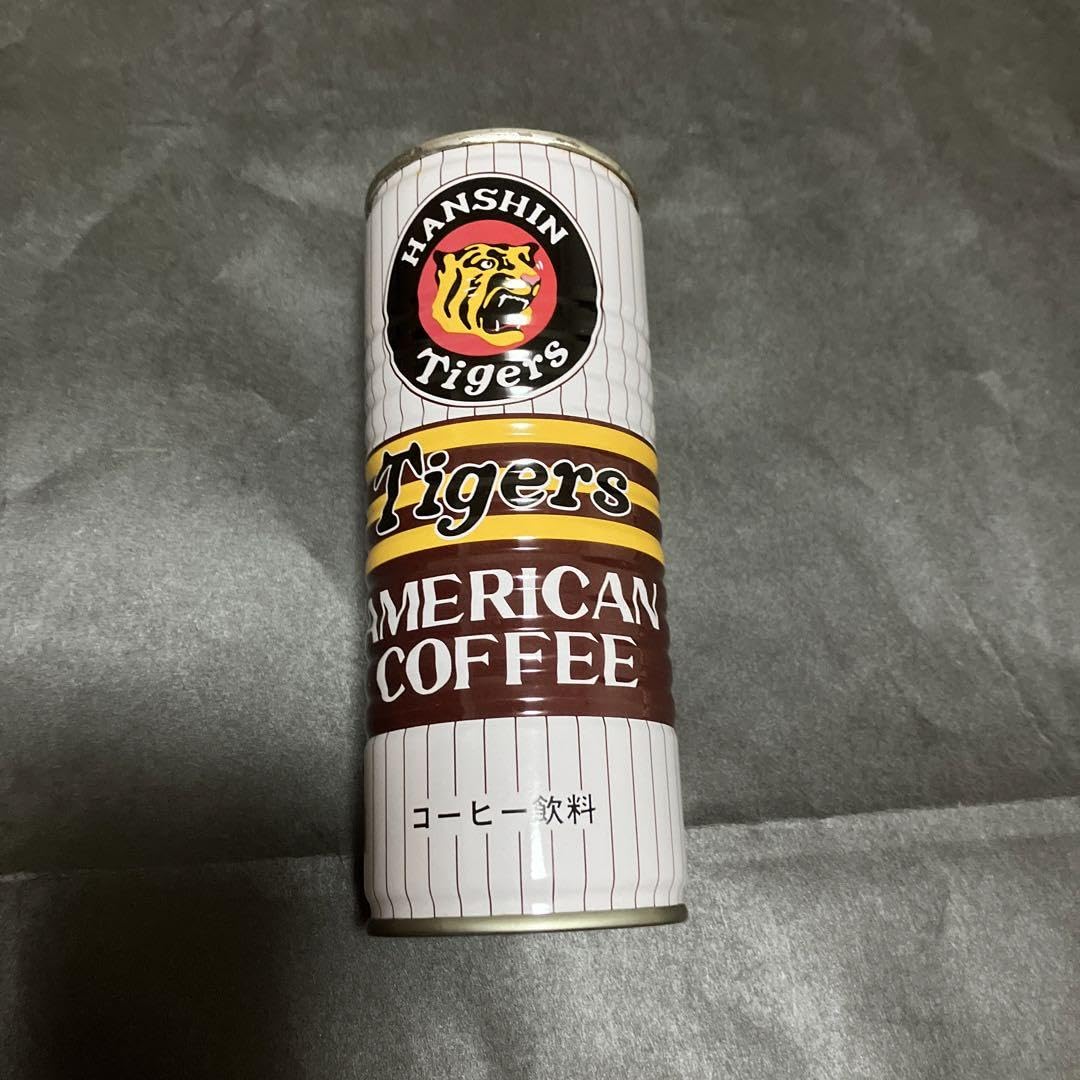 HANSHIN
Tigers
Tigers
AMERICAN
COFFEE
コーヒー飲料